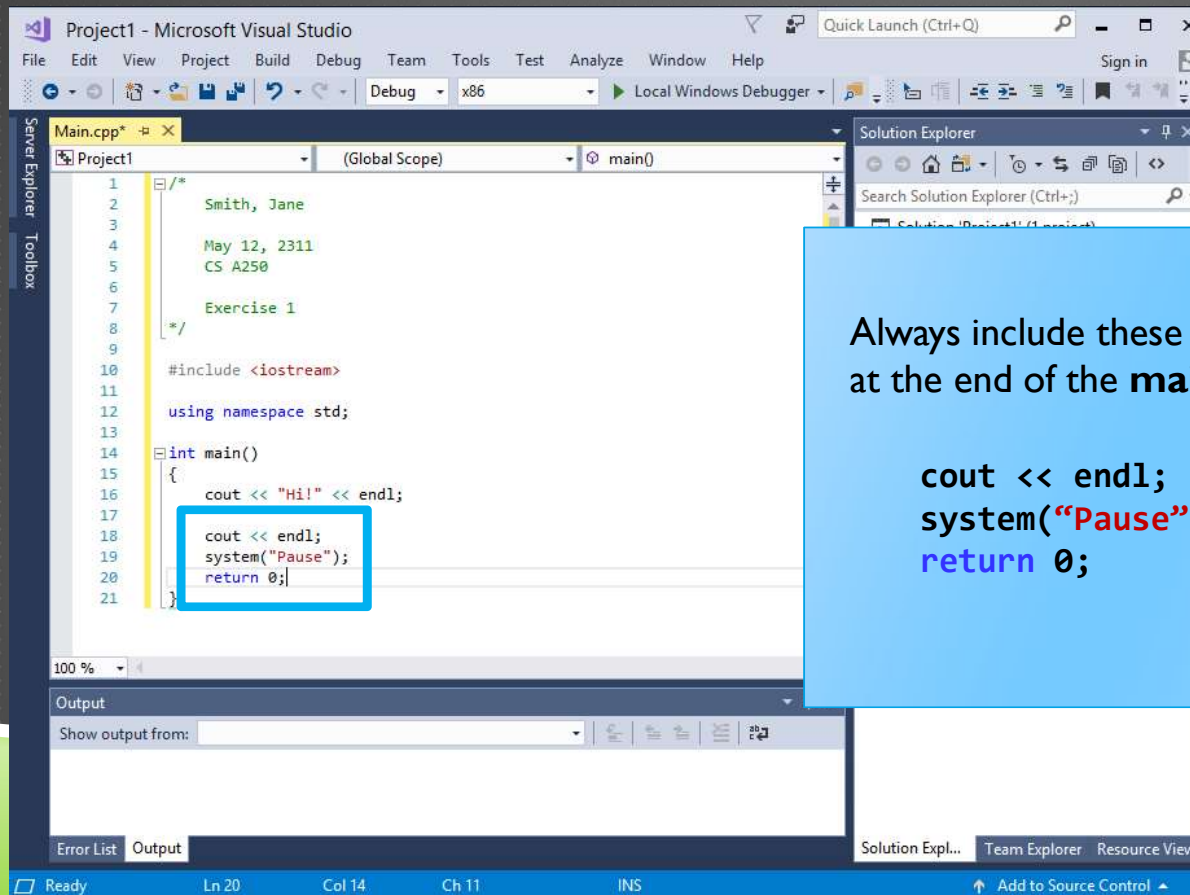 Project1 - Microsoft Visual Studio
Quick Launch (Ctrl+Q)
File Edit View Project Build Debug Team Tools Test Analyze Window Help
Sign in
Debug x86 Local Windows Debugger
Server Explorer
Toolbox
Main.cpp*
Project1 (Global Scope) main()
1 /*
2 Smith, Jane
3
4 May 12, 2311
5 CS A250
6
7 Exercise 1
8 */
9
10 #include <iostream>
11
12 using namespace std;
13
14 int main()
15 {
16 cout << "Hi!" << endl;
17
18 cout << endl;
19 system("Pause");
20 return 0;
21 }
100 %
Output
Show output from:
Error List Output
Solution Explorer
Search Solution Explorer (Ctrl+;)
Solution 'Project1' (1 project)
Always include these
at the end of the ma
cout << endl;
system(“Pause”
return 0;
Solution Expl... Team Explorer Resource View
Ready Ln 20 Col 14 Ch 11 INS Add to Source Control